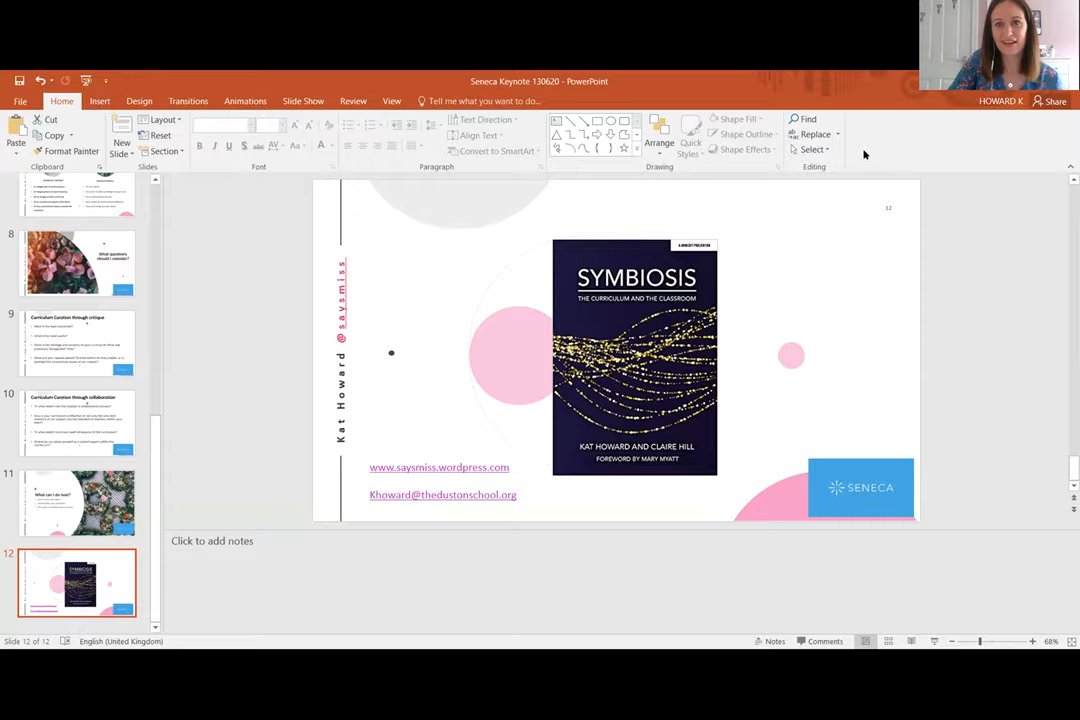 Seneca Keynote 130620 - PowerPoint
HOWARD K
Share
File Home Insert Design Transitions Animations Slide Show Review View Tell me what you want to do...
Paste
Cut
Copy
Format Painter
Clipboard
New Slide
Layout
Reset
Section
Slides
B I U S abc AV Aa A
Font
Text Direction
Align Text
Convert to SmartArt
Paragraph
Arrange
Quick Styles
Shape Fill
Shape Outline
Shape Effects
Drawing
Find
Replace
Select
Editing
8
What questions should I consider?
9
Curriculum Curation through critique
10
Curriculum Curation through collaboration
11
What can I do next?
12
12
Kat Howard @saysmiss
SYMBIOSIS
THE CURRICULUM AND THE CLASSROOM
KAT HOWARD AND CLAIRE HILL
FOREWORD BY MARY MYATT
www.saysmiss.wordpress.com
Khoward@thedustonschool.org
SENECA
Click to add notes
Slide 12 of 12
English (United Kingdom)
Notes
Comments
68%